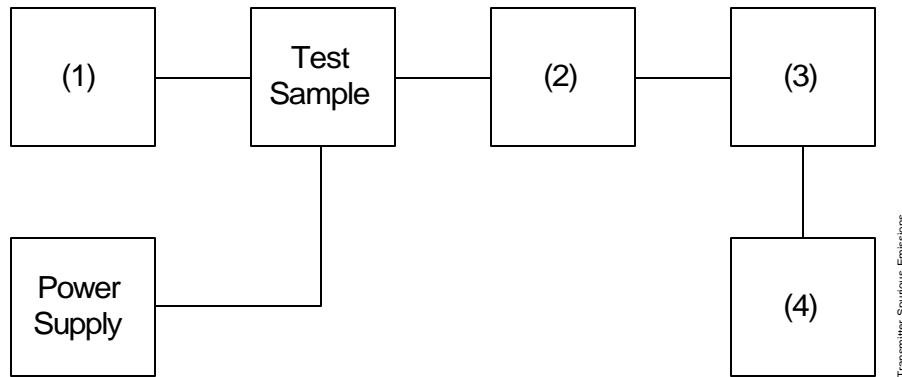 (1)
Test
Sample
(2)
(3)
Power
Supply
(4)
Transmitter Spurious Emissions